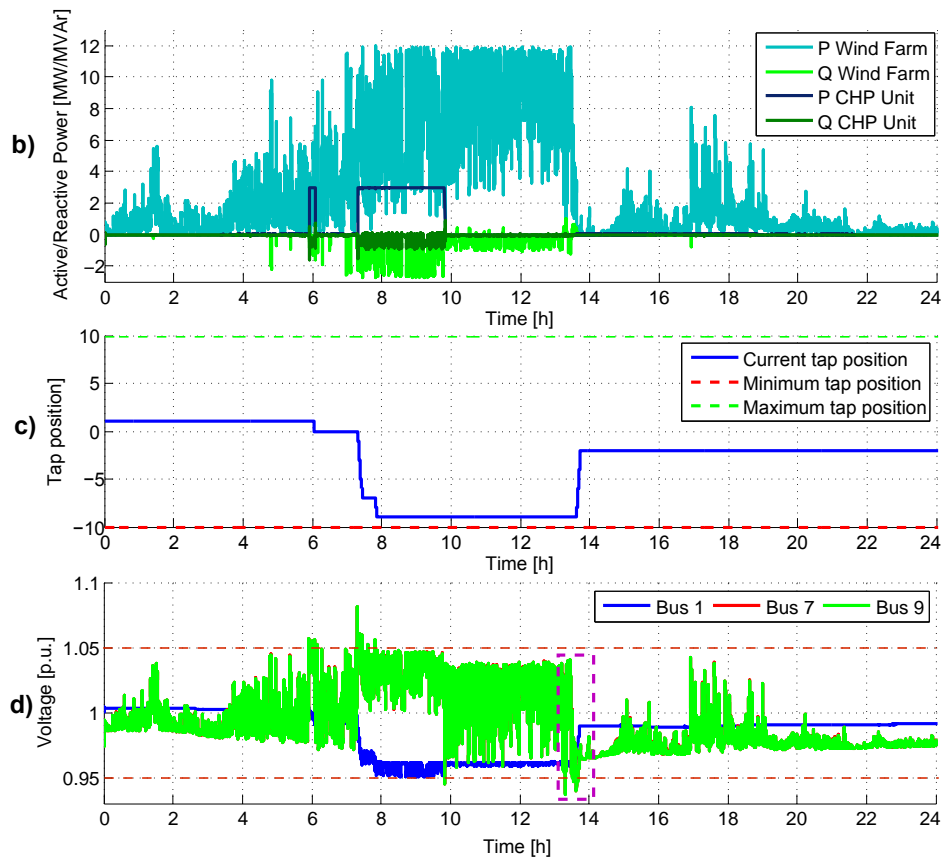 b)
Active/Reactive Power [MW/MVAr]
12
10
8
6
4
2
0
−2
P Wind Farm
Q Wind Farm
P CHP Unit
Q CHP Unit
0 2 4 6 8 10 12 14 16 18 20 22 24
Time [h]
c)
Tap position
10
5
0
−5
−10
Current tap position
Minimum tap position
Maximum tap position
0 2 4 6 8 10 12 14 16 18 20 22 24
Time [h]
d)
Voltage [p.u.]
1.1
1.05
1
0.95
Bus 1 Bus 7 Bus 9
0 2 4 6 8 10 12 14 16 18 20 22 24
Time [h]